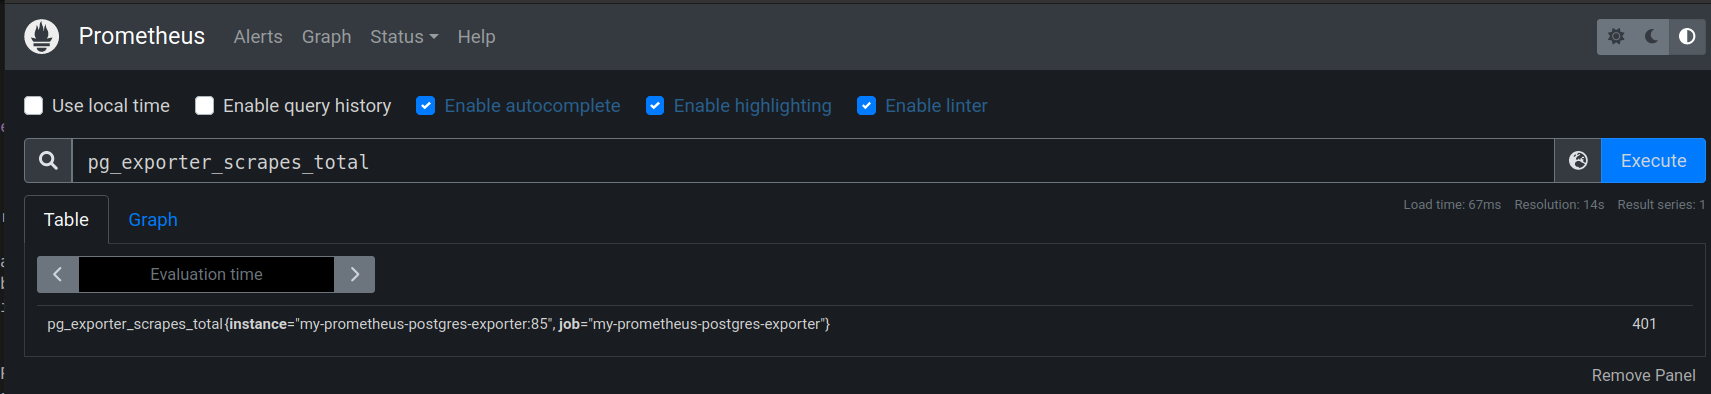 Prometheus Alerts Graph Status Help
Use local time Enable query history Enable autocomplete Enable highlighting Enable linter
pg_exporter_scrapes_total Execute
Table Graph Load time: 67ms Resolution: 14s Result series: 1
Evaluation time
pg_exporter_scrapes_total{instance="my-prometheus-postgres-exporter:85", job="my-prometheus-postgres-exporter"} 401
Remove Panel